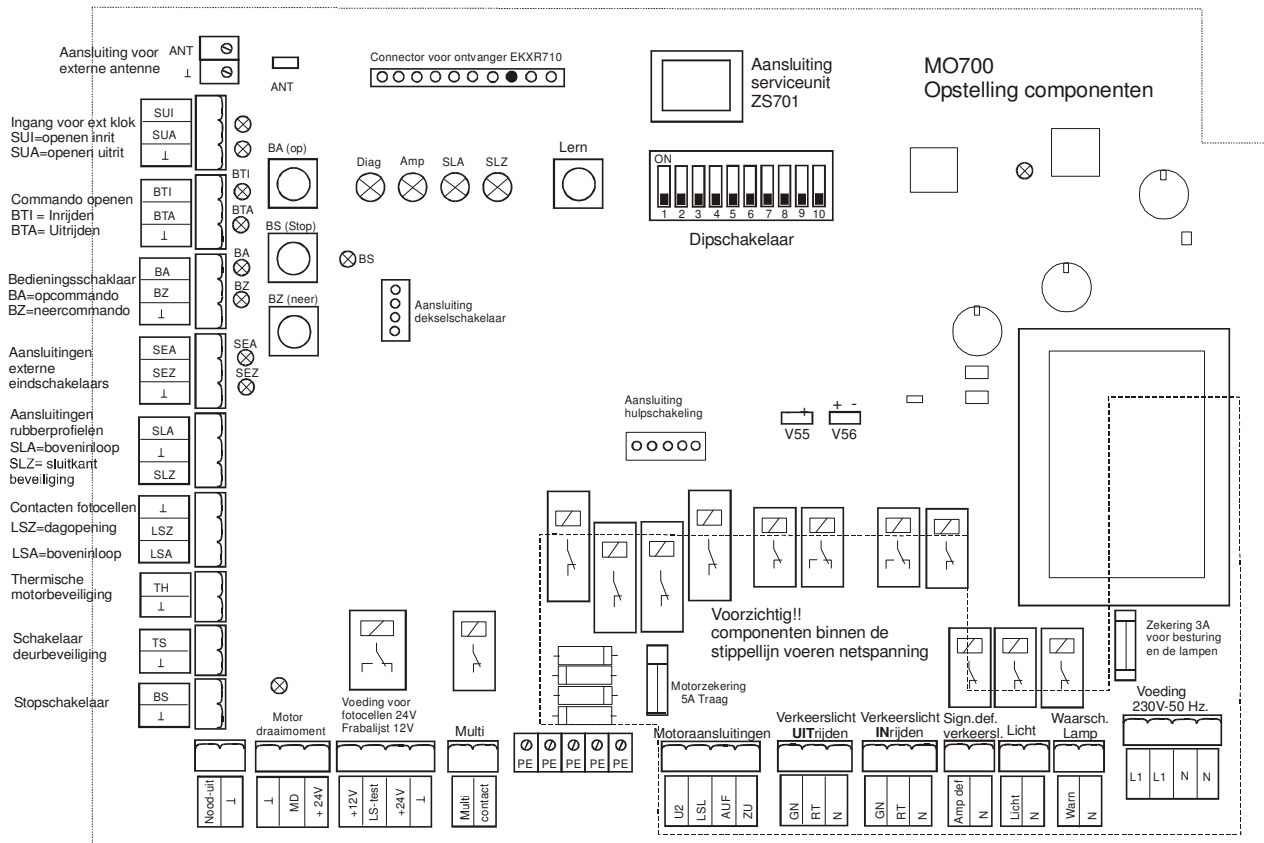 Aansluiting voor
externe antenne
ANT
⊥
ANT
Connector voor ontvanger EKXR710
Aansluiting
serviceunit
ZS701
MO700
Opstelling componenten
Ingang voor ext klok
SUI=openen inrit
SUA=openen uitrit
SUI
SUA
⊥
BA (op)
Diag
Amp
SLA
SLZ
Lern
ON
1 2 3 4 5 6 7 8 9 10
Dipschakelaar
Commando openen
BTI = Inrijden
BTA= Uitrijden
BTI
BTA
⊥
BTI
BTA
BS (Stop)
BS
Bedieningsschaklaar
BA=opcommando
BZ=neercommando
BA
BZ
⊥
BA
BZ
BZ (neer)
Aansluiting
dekselschakelaar
Aansluitingen
externe
eindschakelaars
SEA
SEZ
⊥
SEA
SEZ
Aansluitingen
rubberprofielen
SLA=boveninloop
SLZ= sluitkant
beveiliging
SLA
⊥
SLZ
Aansluiting
hulpschakeling
+
V55
+ -
V56
Contacten fotocellen
LSZ=dagopening
LSA=boveninloop
⊥
LSZ
LSA
Thermische
motorbeveiliging
TH
⊥
Schakelaar
deurbeveiliging
TS
⊥
Stopschakelaar
BS
⊥
Voorzichtig!!
componenten binnen de
stippellijn voeren netspanning
Zekering 3A
voor besturing
en de lampen
Motorzekering
5A Traag
Motor
draaimoment
Voeding voor
fotocellen 24V
Frabalijst 12V
Multi
PE PE PE PE PE
Motoraansluitingen
Verkeerslicht
UITrijden
Verkeerslicht
INrijden
Sign.def.
verkeersl.
Licht
Waarsch.
Lamp
Voeding
230V-50 Hz.
Nood-uit
⊥
⊥
MD
+ 24V
+12V
LS-test
+24V
⊥
Multi
contact
U2
LSL
AUF
ZU
GN
RT
N
GN
RT
N
Amp def
N
Licht
N
Warn
N
L1
L1
N
N